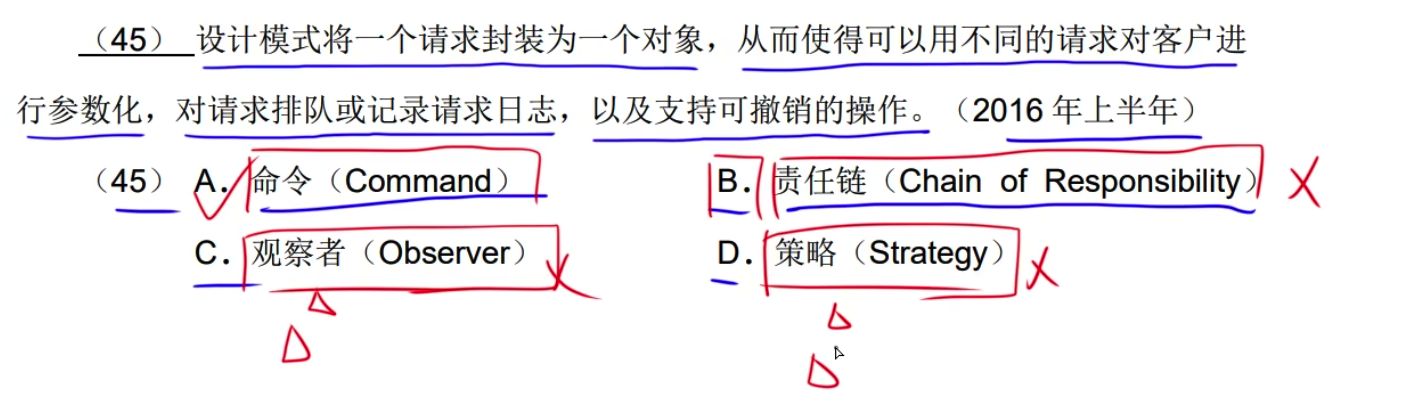 （45） 设计模式将一个请求封装为一个对象，从而使得可以用不同的请求对客户进
行参数化，对请求排队或记录请求日志，以及支持可撤销的操作。（2016 年上半年）
（45） A. 命令（Command） B. 责任链（Chain of Responsibility）
C. 观察者（Observer） D. 策略（Strategy）